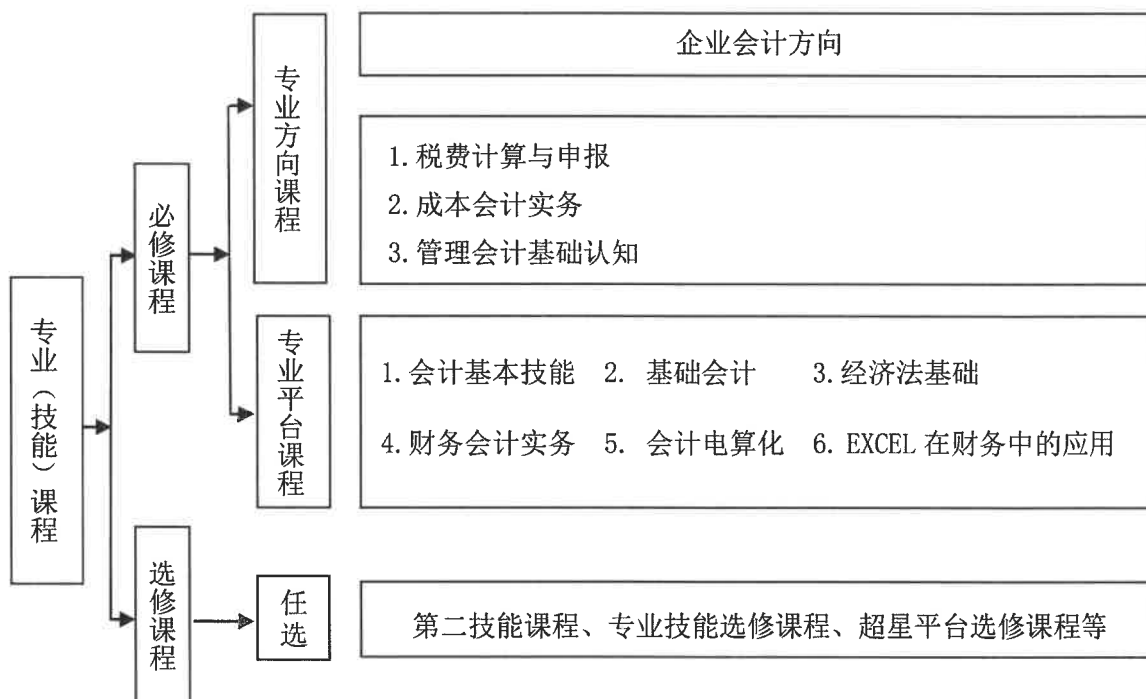 专业（技能）课程
必修课程
专业方向课程
企业会计方向
1.税费计算与申报
2.成本会计实务
3.管理会计基础认知
专业平台课程
1.会计基本技能 2. 基础会计 3.经济法基础
4.财务会计实务 5. 会计电算化 6. EXCEL 在财务中的应用
选修课程
任选
第二技能课程、专业技能选修课程、超星平台选修课程等